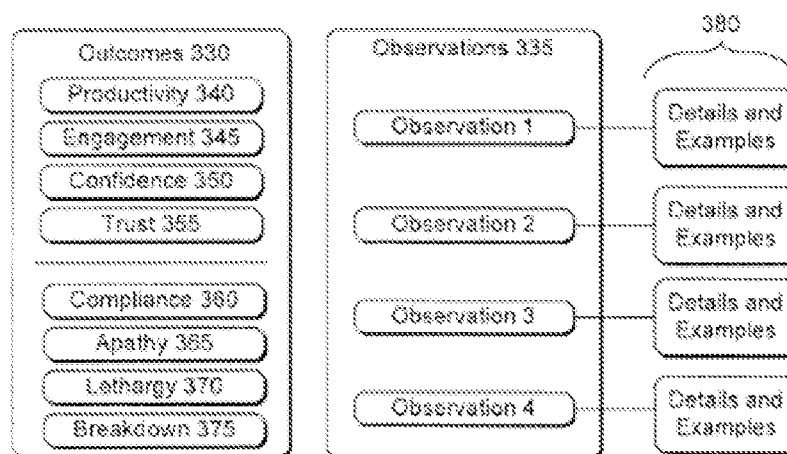 Outcomes 330
Productivity 340
Engagement 345
Confidence 350
Trust 355
Compliance 360
Apathy 365
Lethargy 370
Breakdown 375
Observations 335
Observation 1
Observation 2
Observation 3
Observation 4
380
Details and
Examples
Details and
Examples
Details and
Examples
Details and
Examples